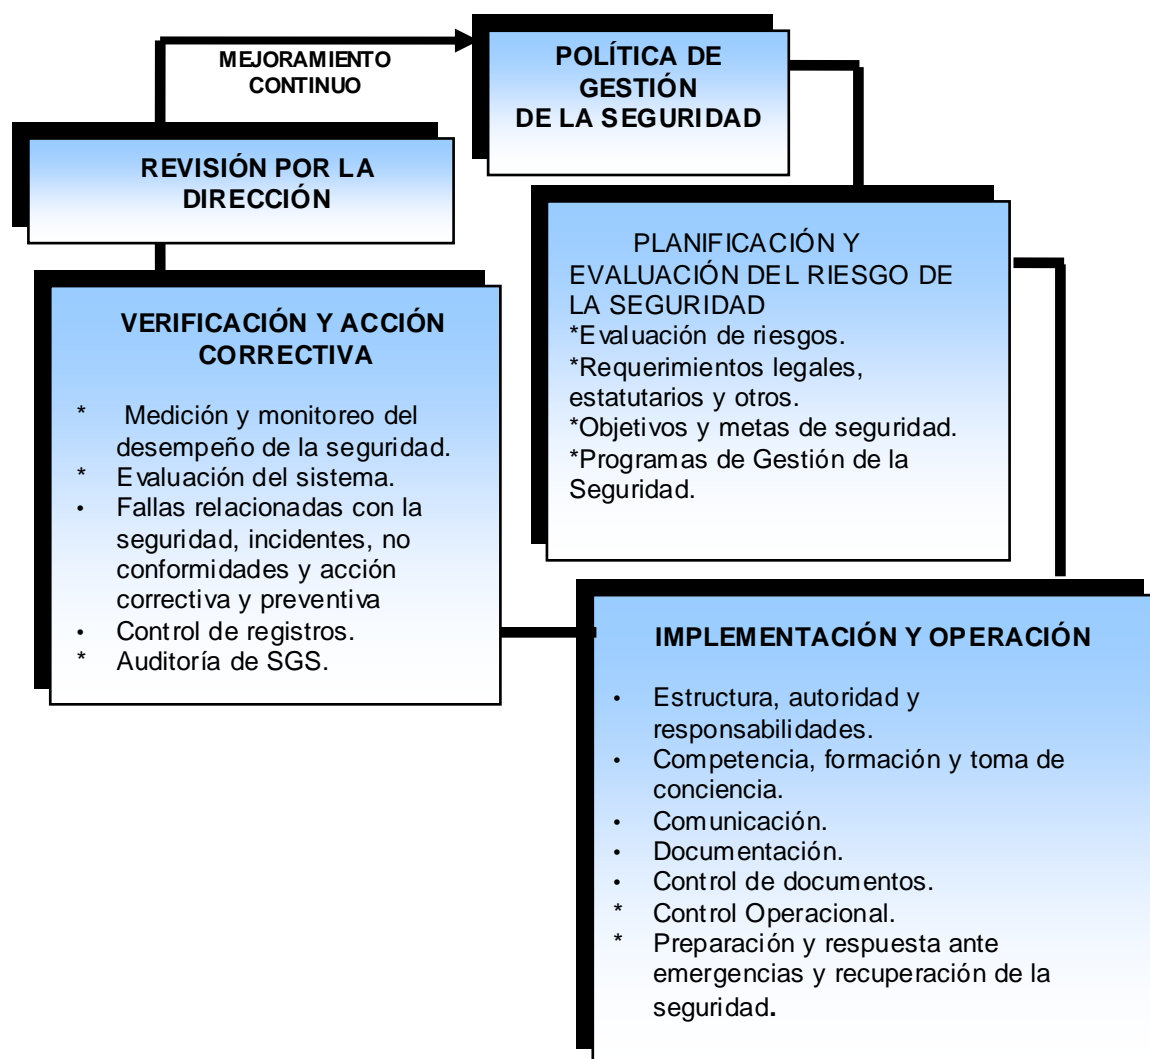 MEJORAMIENTO
CONTINUO
POLÍTICA DE
GESTIÓN
DE LA SEGURIDAD
REVISIÓN POR LA
DIRECCIÓN
PLANIFICACIÓN Y
EVALUACIÓN DEL RIESGO DE
LA SEGURIDAD
*Evaluación de riesgos.
*Requerimientos legales,
estatutarios y otros.
*Objetivos y metas de seguridad.
*Programas de Gestión de la
Seguridad.
VERIFICACIÓN Y ACCIÓN
CORRECTIVA
* Medición y monitoreo del
desempeño de la seguridad.
* Evaluación del sistema.
• Fallas relacionadas con la
seguridad, incidentes, no
conformidades y acción
correctiva y preventiva
• Control de registros.
* Auditoría de SGS.
IMPLEMENTACIÓN Y OPERACIÓN
• Estructura, autoridad y
responsabilidades.
• Competencia, formación y toma de
conciencia.
• Comunicación.
• Documentación.
• Control de documentos.
* Control Operacional.
* Preparación y respuesta ante
emergencias y recuperación de la
seguridad.